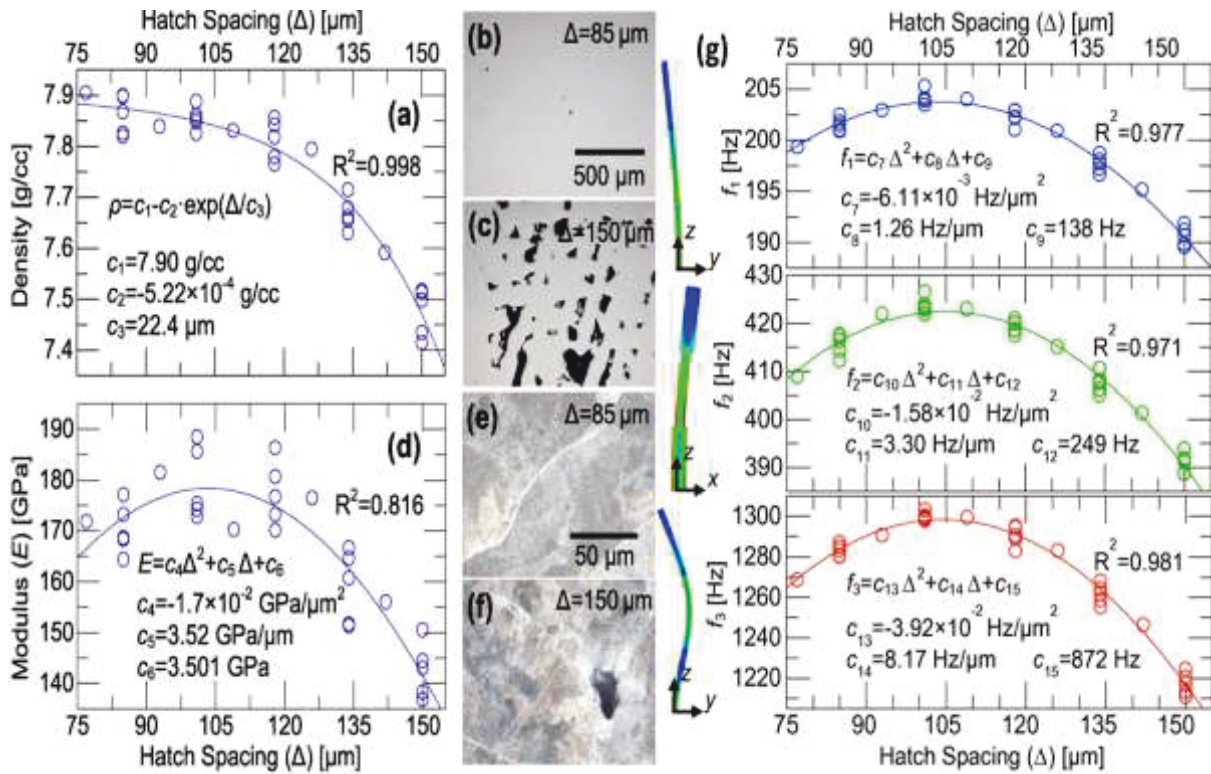 Hatch Spacing (Δ) [µm]
75 90 105 120 135 150
7.9
7.8
7.7
7.6
7.5
7.4
Density [g/cc]
(a)
R²=0.998
ρ=c₁-c₂·exp(Δ/c₃)
c₁=7.90 g/cc
c₂=-5.22×10⁻⁴ g/cc
c₃=22.4 µm
190
180
170
160
150
140
Modulus (E) [GPa]
(d)
R²=0.816
E=c₄Δ²+c₅Δ+c₆
c₄=-1.7×10⁻² GPa/µm²
c₅=3.52 GPa/µm
c₆=3.501 GPa
75 90 105 120 135 150
Hatch Spacing (Δ) [µm]
(b) Δ=85 µm
500 µm
(c) Δ=150 µm
(e) Δ=85 µm
50 µm
(f) Δ=150 µm
z
y
z
x
z
y
(g)
Hatch Spacing (Δ) [µm]
75 90 105 120 135 150
205
200
195
190
f₁ [Hz]
R²=0.977
f₁=c₇Δ²+c₈Δ+c₉
c₇=-6.11×10⁻³ Hz/µm²
c₈=1.26 Hz/µm c₉=138 Hz
430
420
410
400
390
f₂ [Hz]
R²=0.971
f₂=c₁₀Δ²+c₁₁Δ+c₁₂
c₁₀=-1.58×10⁻² Hz/µm²
c₁₁=3.30 Hz/µm c₁₂=249 Hz
1300
1280
1260
1240
1220
f₃ [Hz]
R²=0.981
f₃=c₁₃Δ²+c₁₄Δ+c₁₅
c₁₃=-3.92×10⁻² Hz/µm²
c₁₄=8.17 Hz/µm c₁₅=872 Hz
75 90 105 120 135 150
Hatch Spacing (Δ) [µm]